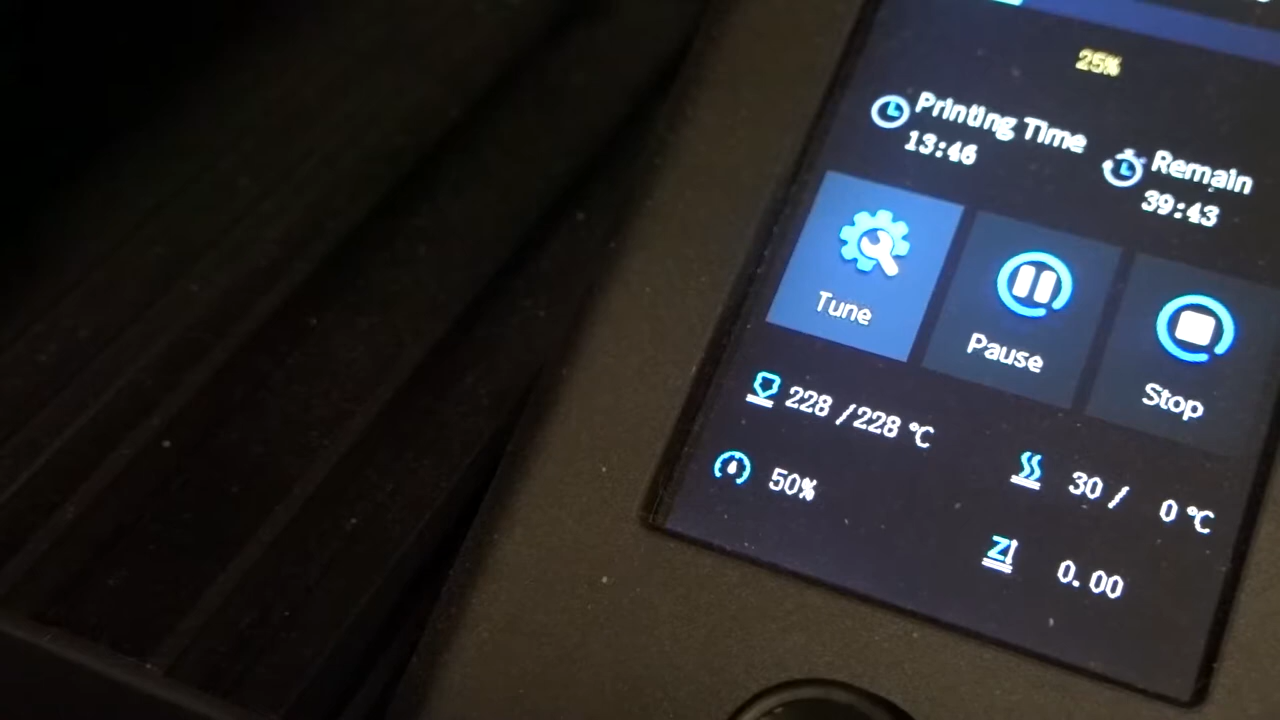 25%
Printing Time
13:46
Remain
39:43
Tune
Pause
Stop
228 /228 °C
30 / 0 °C
50%
Z
0.00